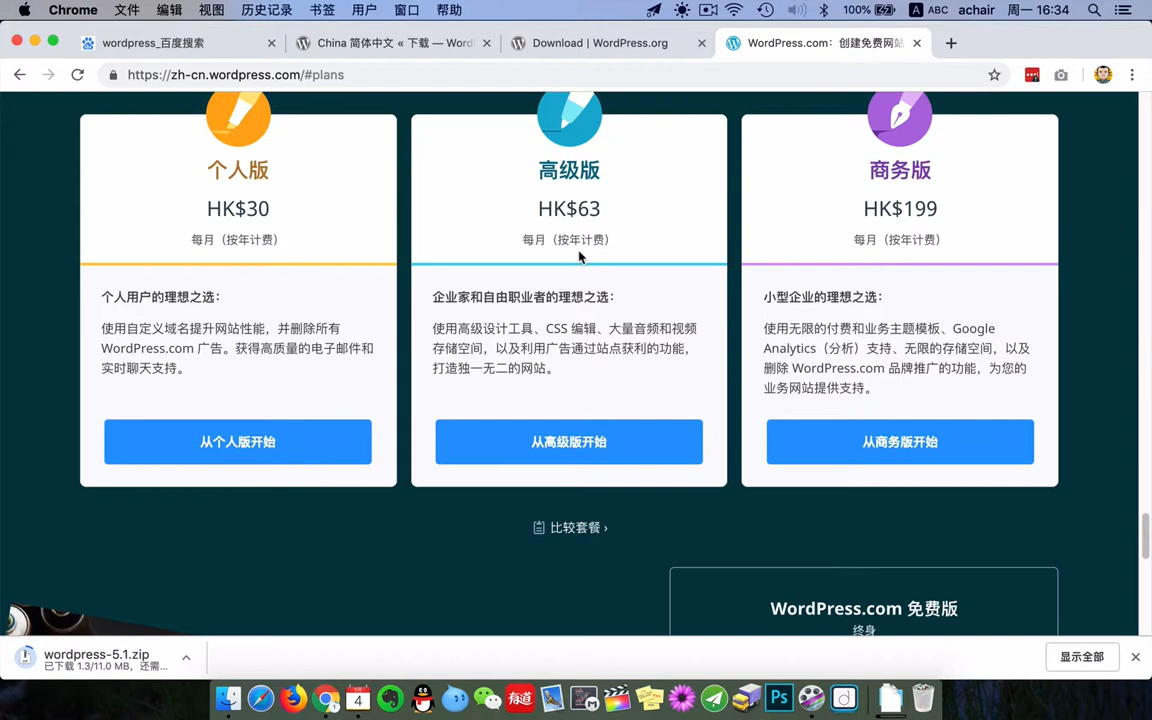 Chrome 文件 编辑 视图 历史记录 书签 用户 窗口 帮助 100% A ABC achair 周一 16:34
wordpress_百度搜索
China 简体中文 « 下载 — Word
Download | WordPress.org
WordPress.com：创建免费网站
https://zh-cn.wordpress.com/#plans
个人版
HK$30
每月（按年计费）
个人用户的理想之选：
使用自定义域名提升网站性能，并删除所有
WordPress.com 广告。获得高质量的电子邮件和
实时聊天支持。
从个人版开始
高级版
HK$63
每月（按年计费）
企业家和自由职业者的理想之选：
使用高级设计工具、CSS 编辑、大量音频和视频
存储空间，以及利用广告通过站点获利的功能，
打造独一无二的网站。
从高级版开始
商务版
HK$199
每月（按年计费）
小型企业的理想之选：
使用无限的付费和业务主题模板、Google
Analytics（分析）支持、无限的存储空间，以及
删除 WordPress.com 品牌推广的功能，为您的
业务网站提供支持。
从商务版开始
比较套餐 ›
WordPress.com 免费版
终身
wordpress-5.1.zip
已下载 1.3/11.0 MB，还需...
显示全部
4
有道
Ps
d